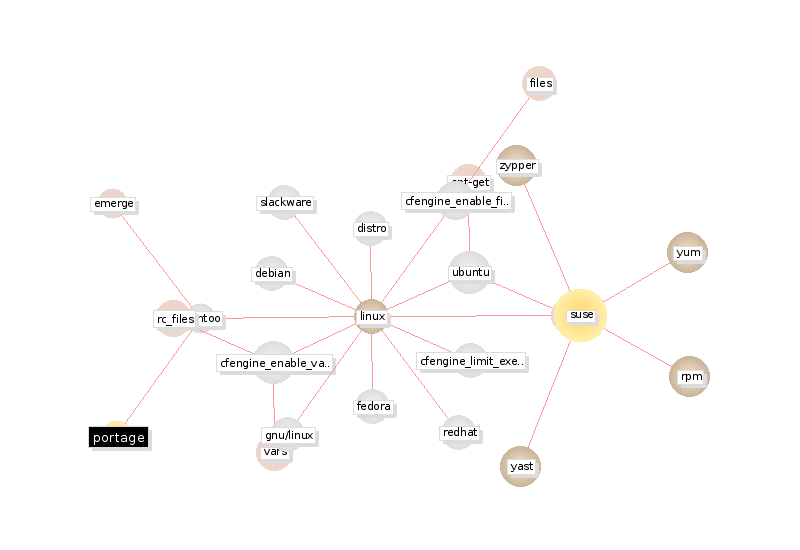 files
zypper
apt-get
cfengine_enable_fi..
emerge
slackware
distro
yum
debian
ubuntu
rc_files
ntoo
linux
suse
cfengine_enable_va..
cfengine_limit_exe..
rpm
fedora
portage
gnu/linux
redhat
vars
yast